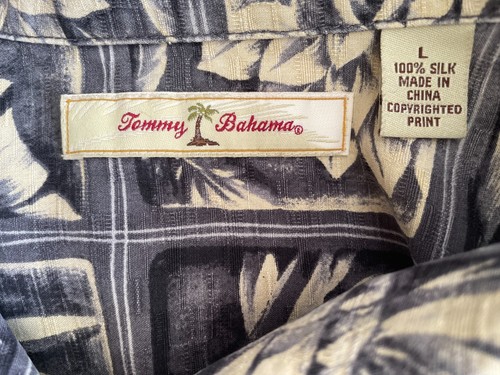 Tommy Bahama®
L
100% SILK
MADE IN
CHINA
COPYRIGHTED
PRINT